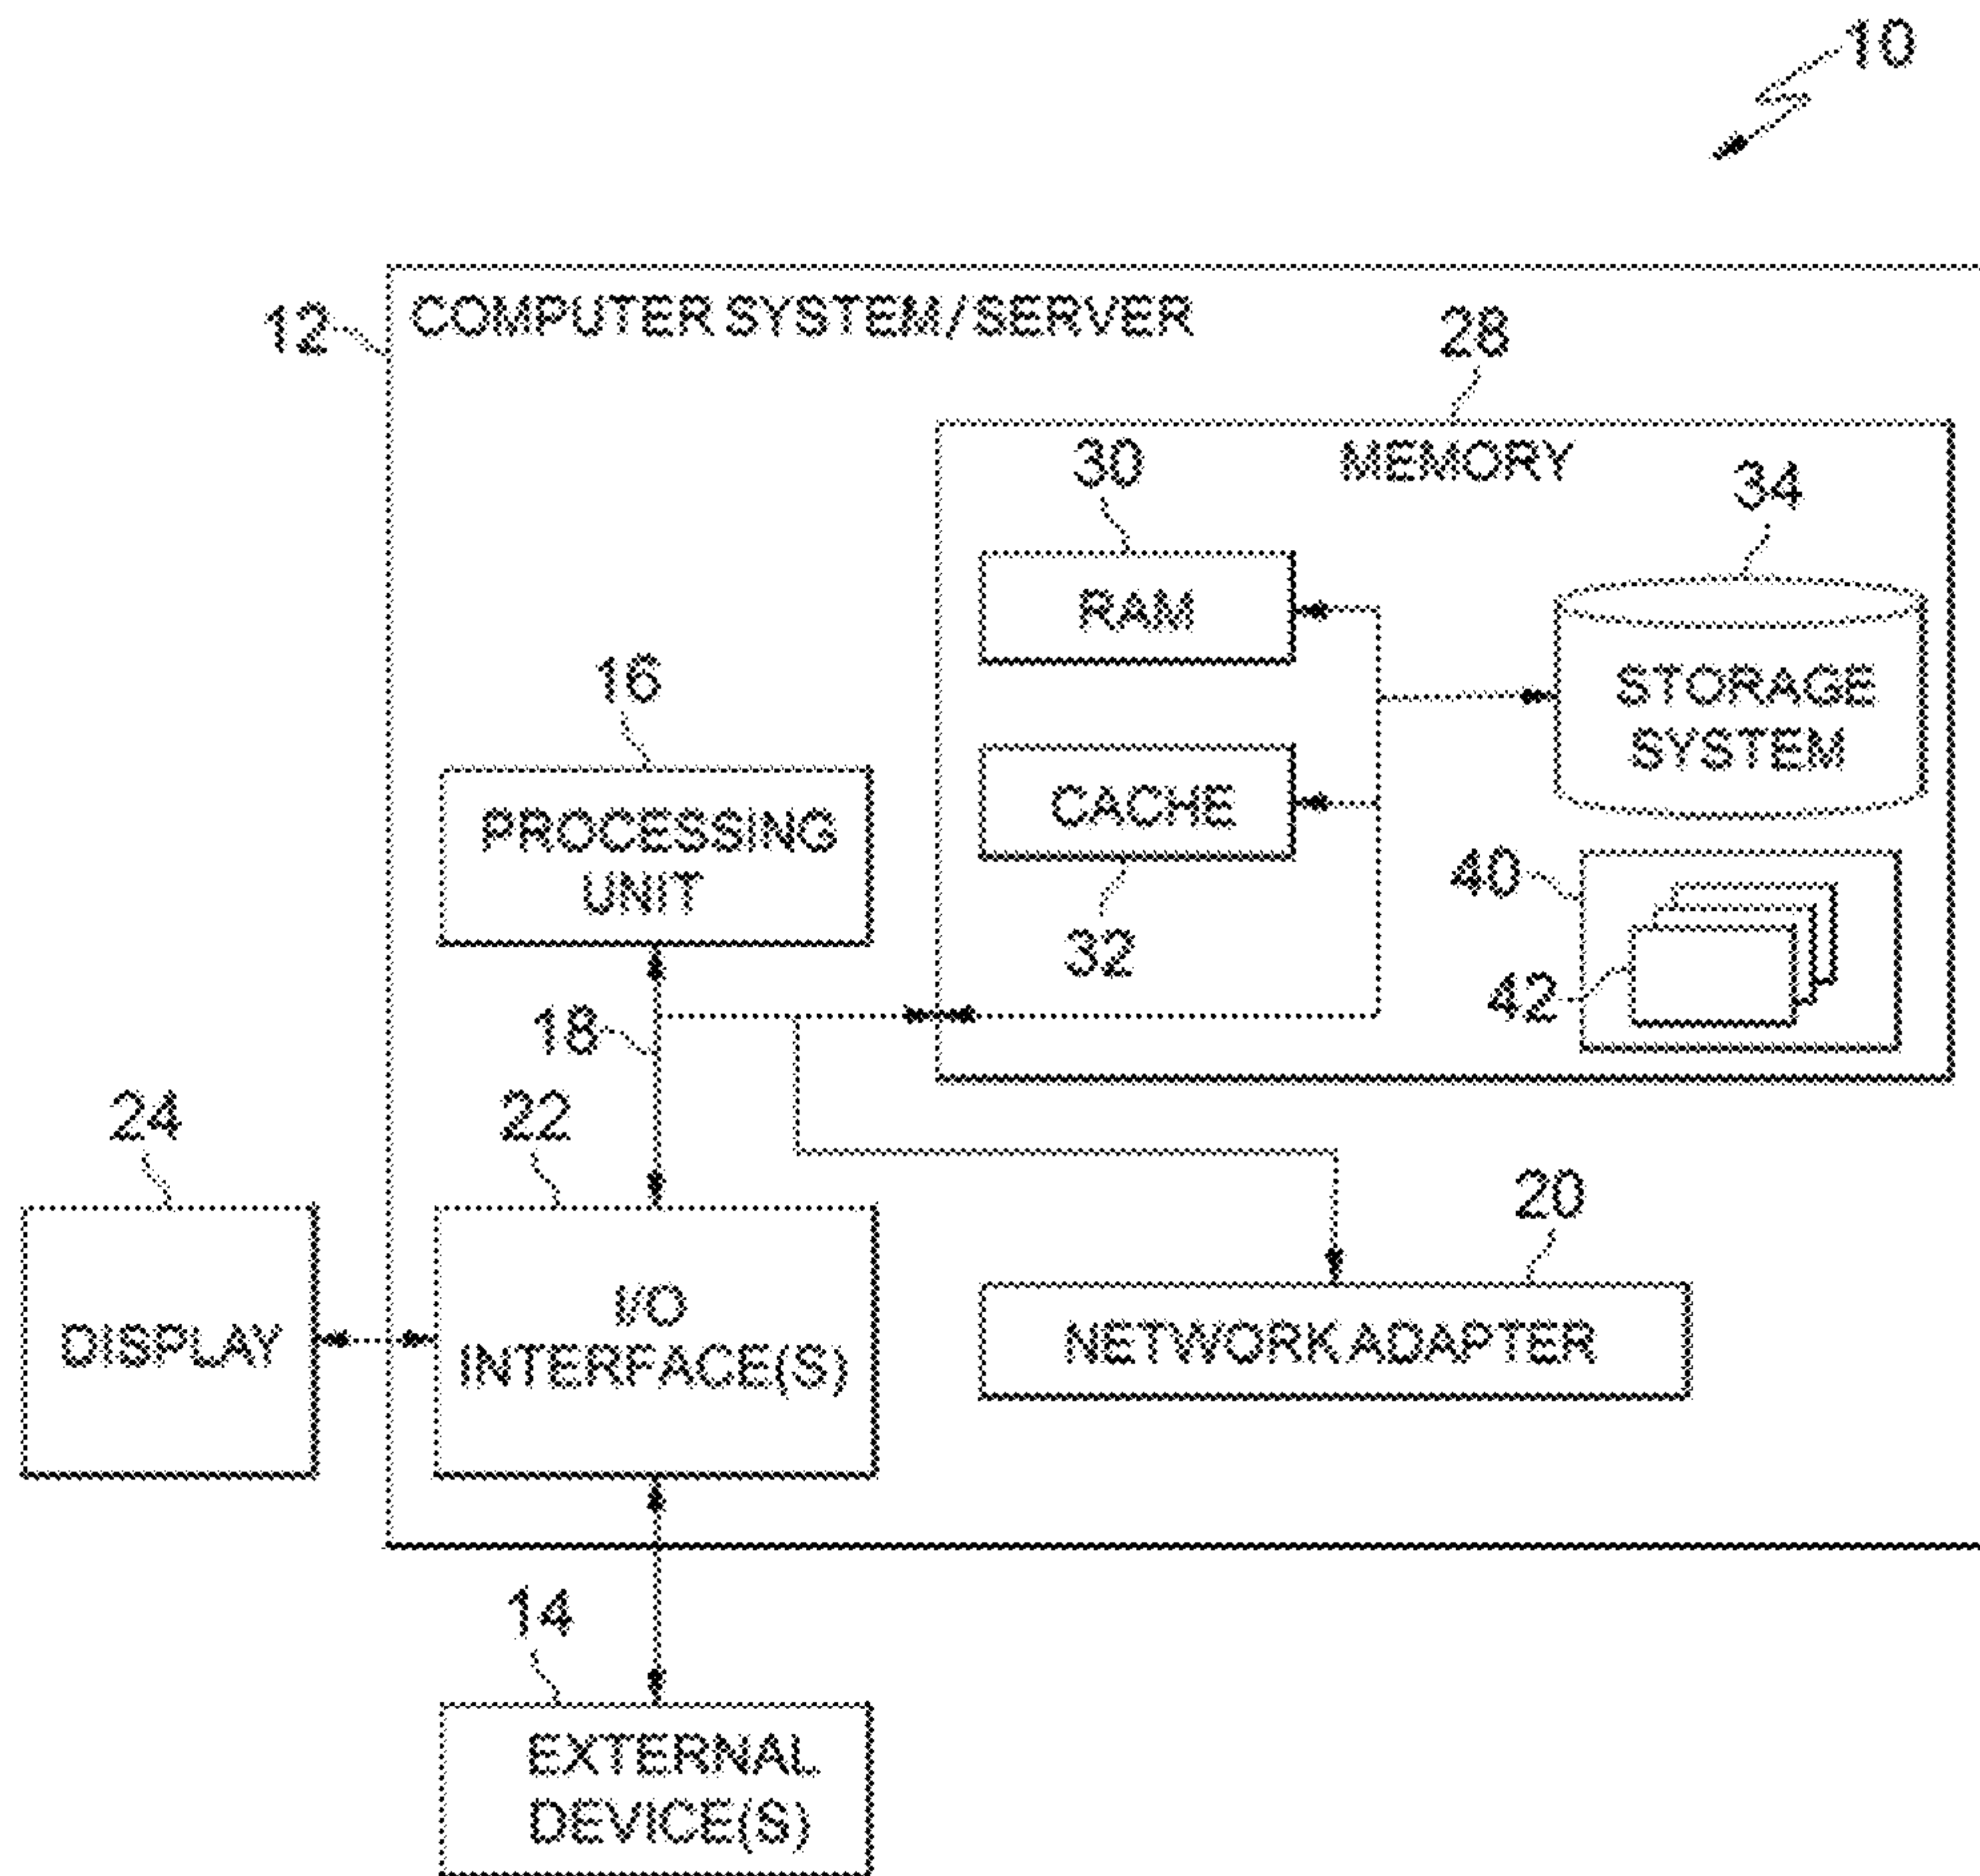 10
12
COMPUTER SYSTEM/SERVER
28
MEMORY
30
34
RAM
STORAGE
SYSTEM
16
CACHE
PROCESSING
UNIT
40
32
42
18
24
22
20
DISPLAY
I/O
INTERFACE(S)
NETWORK ADAPTER
14
EXTERNAL
DEVICE(S)